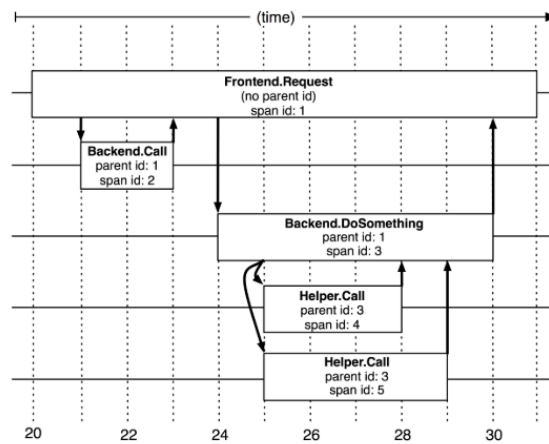 (time)
Frontend.Request
(no parent id)
span id: 1
Backend.Call
parent id: 1
span id: 2
Backend.DoSomething
parent id: 1
span id: 3
Helper.Call
parent id: 3
span id: 4
Helper.Call
parent id: 3
span id: 5
20 22 24 26 28 30